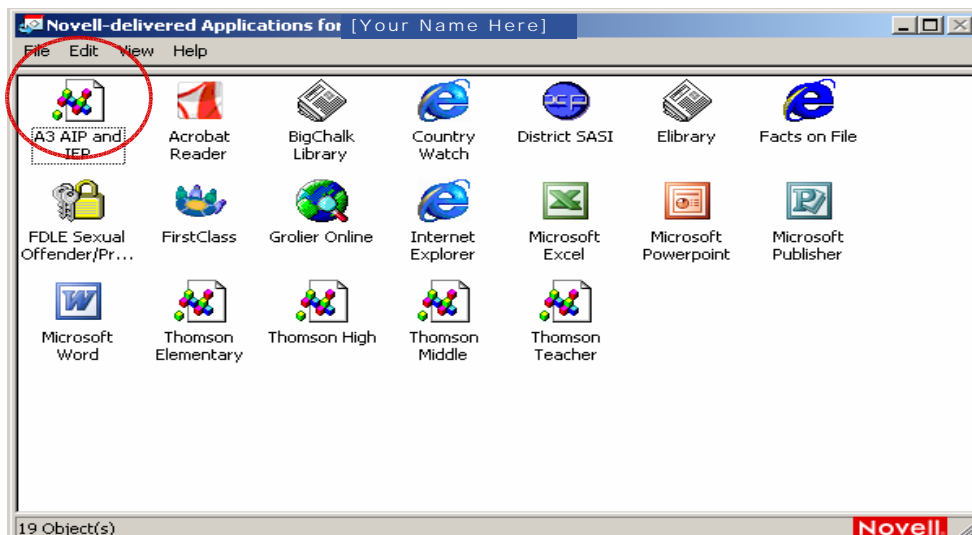 Novell-delivered Applications for [Your Name Here]
File Edit View Help
A3 AIP and
IEP
Acrobat
Reader
BigChalk
Library
Country
Watch
District SASI
Elibrary
Facts on File
FDLE Sexual
Offender/Pr...
FirstClass
Grolier Online
Internet
Explorer
Microsoft
Excel
Microsoft
Powerpoint
Microsoft
Publisher
Microsoft
Word
Thomson
Elementary
Thomson High
Thomson
Middle
Thomson
Teacher
19 Object(s)
Novell.